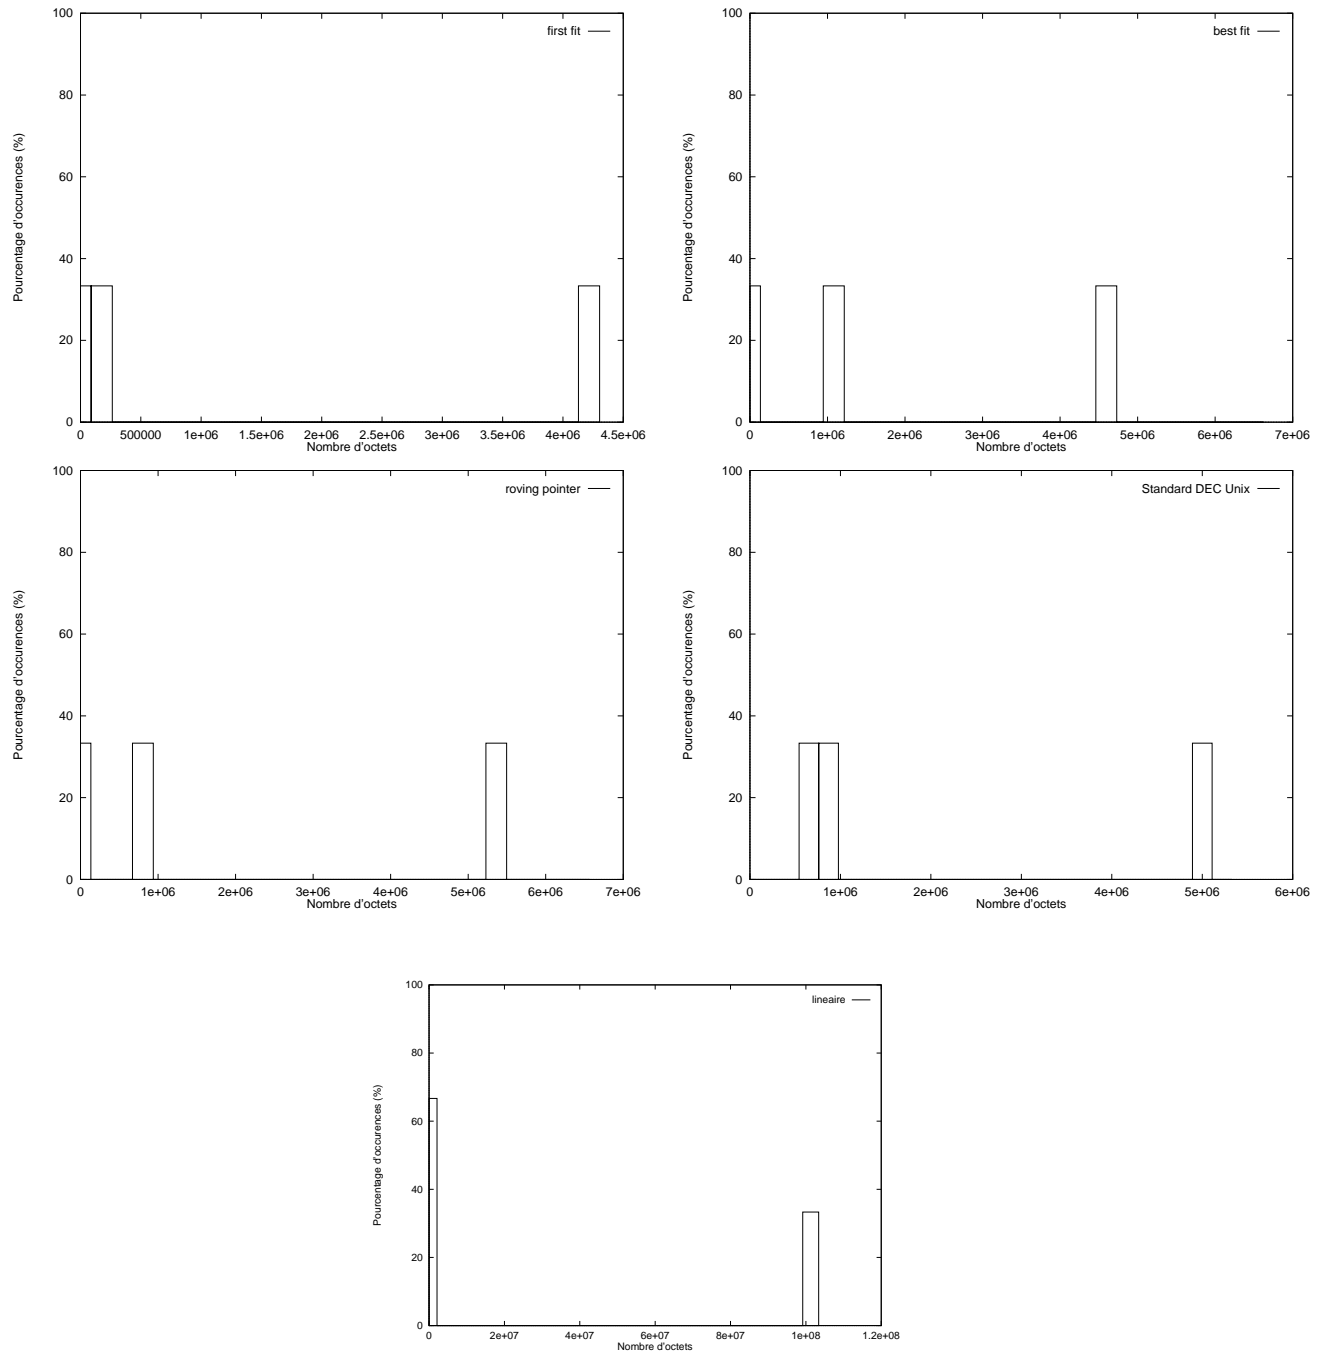 100
80
60
40
20
0
Pourcentage d'occurences (%)
first fit
0 500000 1e+06 1.5e+06 2e+06 2.5e+06 3e+06 3.5e+06 4e+06 4.5e+06
Nombre d'octets
100
80
60
40
20
0
Pourcentage d'occurences (%)
best fit
0 1e+06 2e+06 3e+06 4e+06 5e+06 6e+06 7e+06
Nombre d'octets
100
80
60
40
20
0
Pourcentage d'occurences (%)
roving pointer
0 1e+06 2e+06 3e+06 4e+06 5e+06 6e+06 7e+06
Nombre d'octets
100
80
60
40
20
0
Pourcentage d'occurences (%)
Standard DEC Unix
0 1e+06 2e+06 3e+06 4e+06 5e+06 6e+06
Nombre d'octets
100
80
60
40
20
0
Pourcentage d'occurences (%)
lineaire
0 2e+07 4e+07 6e+07 8e+07 1e+08 1.2e+08
Nombre d'octets